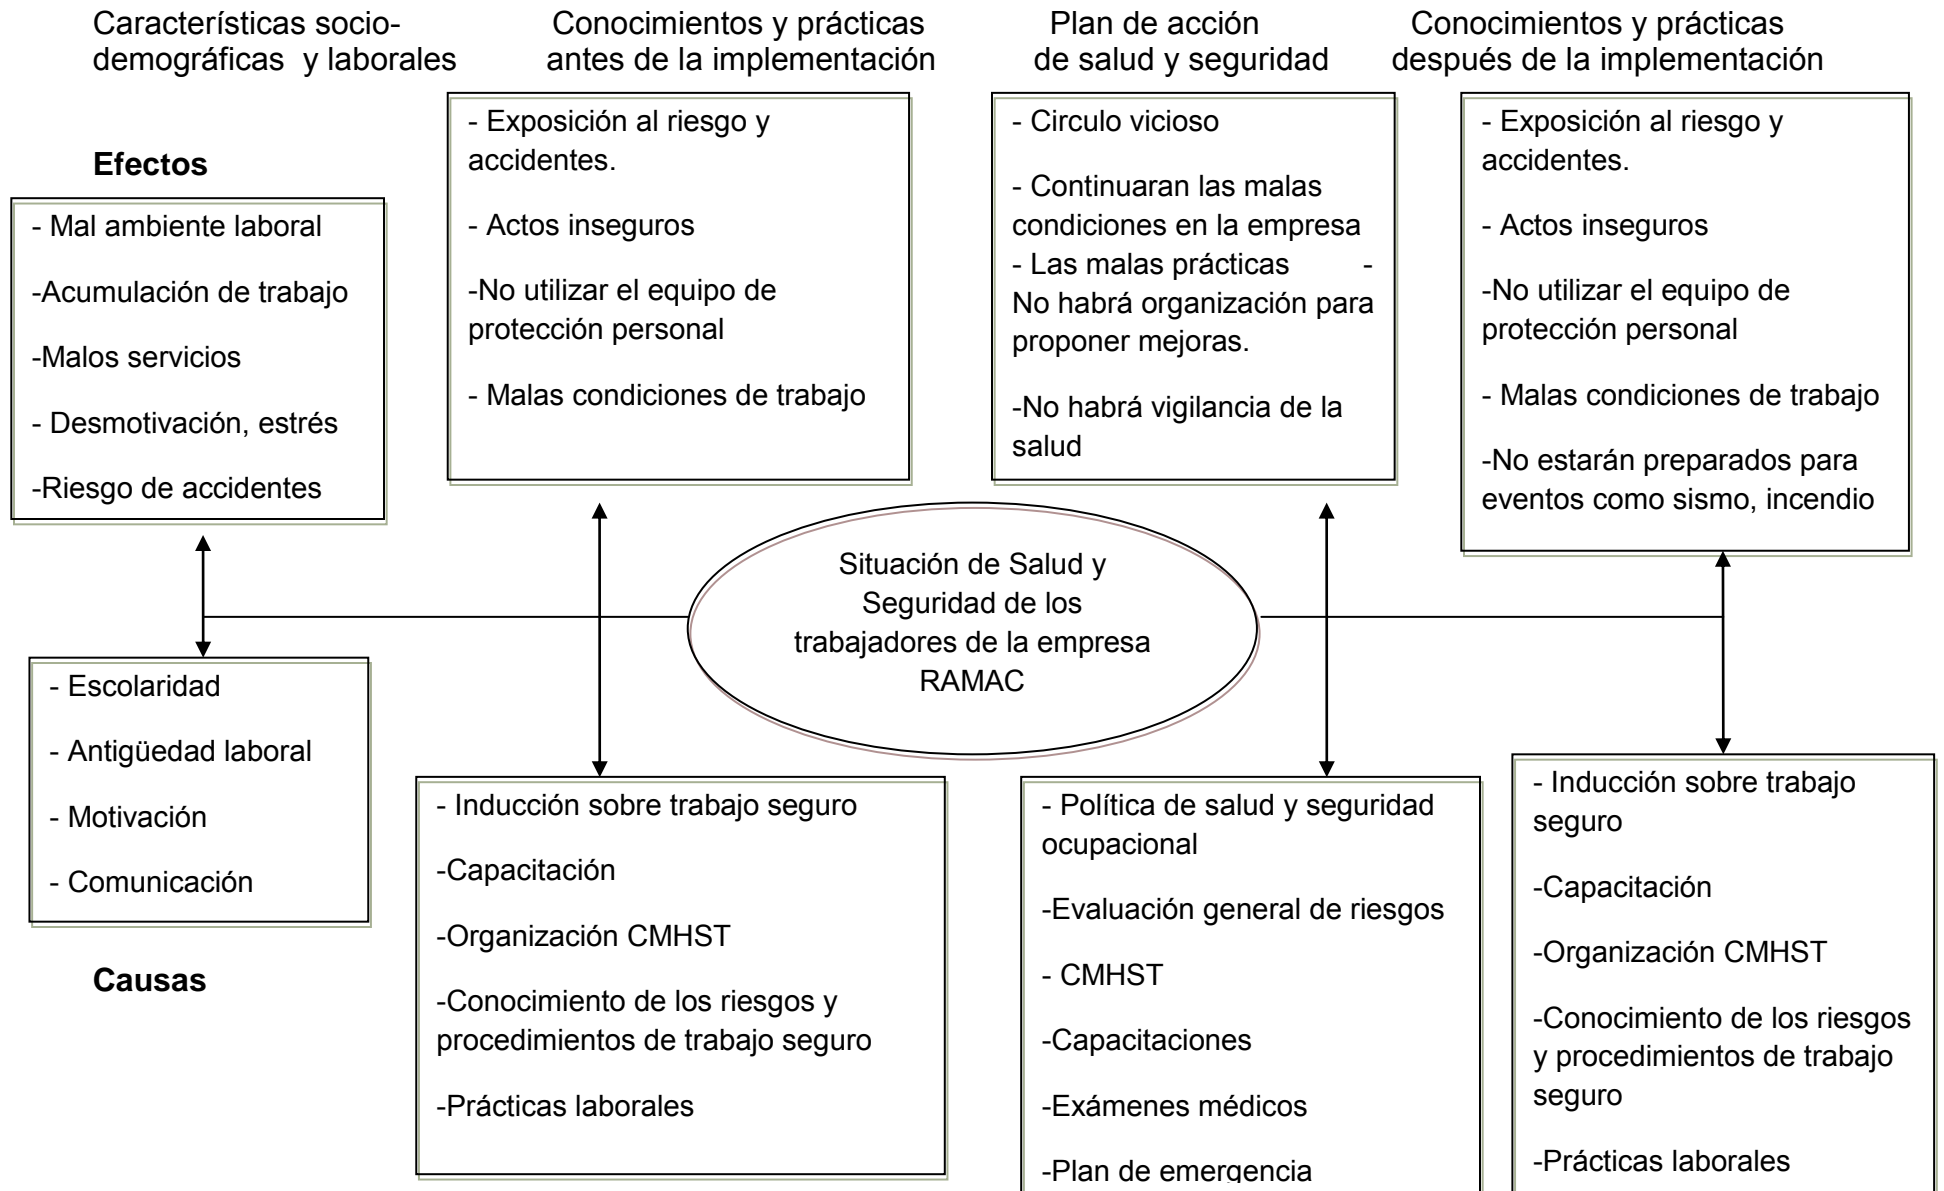 Características socio-
demográficas y laborales
Conocimientos y prácticas
antes de la implementación
Plan de acción
de salud y seguridad
Conocimientos y prácticas
después de la implementación
Efectos
- Mal ambiente laboral
-Acumulación de trabajo
-Malos servicios
- Desmotivación, estrés
-Riesgo de accidentes
- Exposición al riesgo y
accidentes.
- Actos inseguros
-No utilizar el equipo de
protección personal
- Malas condiciones de trabajo
- Circulo vicioso
- Continuaran las malas
condiciones en la empresa
- Las malas prácticas -
No habrá organización para
proponer mejoras.
-No habrá vigilancia de la
salud
- Exposición al riesgo y
accidentes.
- Actos inseguros
-No utilizar el equipo de
protección personal
- Malas condiciones de trabajo
-No estarán preparados para
eventos como sismo, incendio
Situación de Salud y
Seguridad de los
trabajadores de la empresa
RAMAC
- Escolaridad
- Antigüedad laboral
- Motivación
- Comunicación
Causas
- Inducción sobre trabajo seguro
-Capacitación
-Organización CMHST
-Conocimiento de los riesgos y
procedimientos de trabajo seguro
-Prácticas laborales
- Política de salud y seguridad
ocupacional
-Evaluación general de riesgos
- CMHST
-Capacitaciones
-Exámenes médicos
-Plan de emergencia
- Inducción sobre trabajo
seguro
-Capacitación
-Organización CMHST
-Conocimiento de los riesgos
y procedimientos de trabajo
seguro
-Prácticas laborales